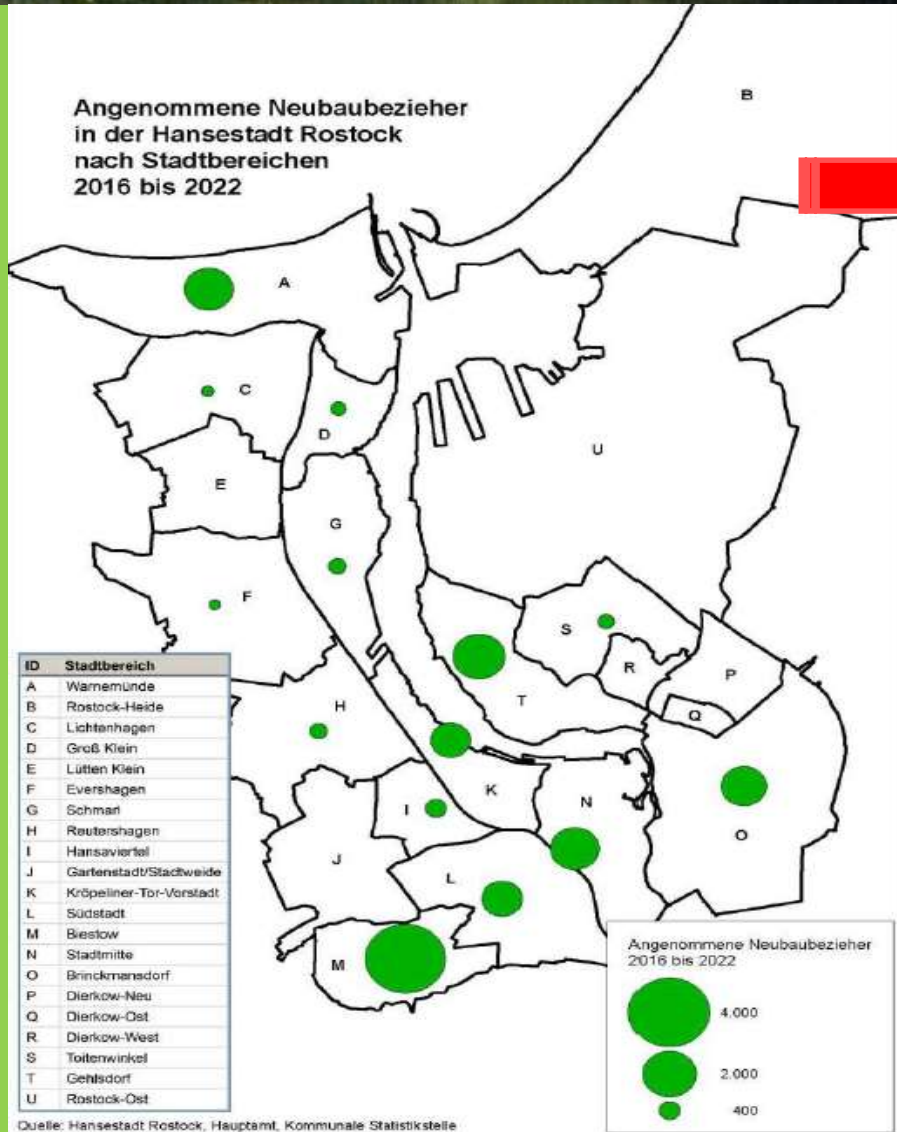 Angenommene Neubaubezieher
in der Hansestadt Rostock
nach Stadtbereichen
2016 bis 2022
B
A
C
D
U
E
G
F
S
R
P
T
Q
H
K
N
I
O
J
L
M
ID Stadtbereich
A Warnemünde
B Rostock-Heide
C Lichtenhagen
D Groß Klein
E Lütten Klein
F Evershagen
G Schmarl
H Reutershagen
I Hansaviertel
J Gartenstadt/Stadtweide
K Kröpeliner-Tor-Vorstadt
L Südstadt
M Biestow
N Stadtmitte
O Brinckmansdorf
P Dierkow-Neu
Q Dierkow-Ost
R Dierkow-West
S Toitenwinkel
T Gehlsdorf
U Rostock-Ost
Angenommene Neubaubezieher
2016 bis 2022
4.000
2.000
400
Quelle: Hansestadt Rostock, Hauptamt, Kommunale Statistikstelle